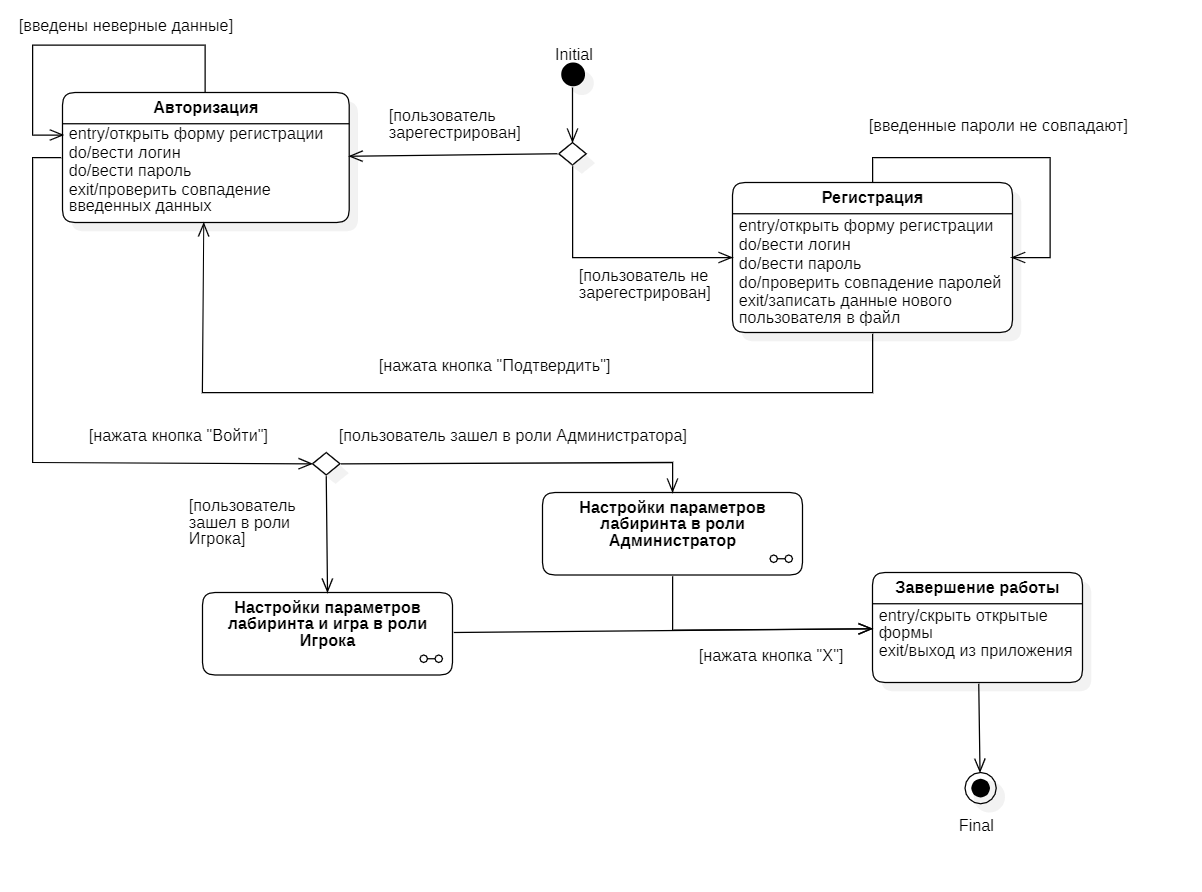 [введены неверные данные]
Initial
Авторизация
entry/открыть форму регистрации
do/вести логин
do/вести пароль
exit/проверить совпадение
введенных данных
[пользователь
зарегестрирован]
[введенные пароли не совпадают]
Регистрация
entry/открыть форму регистрации
do/вести логин
do/вести пароль
do/проверить совпадение паролей
exit/записать данные нового
пользователя в файл
[пользователь не
зарегестрирован]
[нажата кнопка "Подтвердить"]
[нажата кнопка "Войти"]
[пользователь зашел в роли Администратора]
[пользователь
зашел в роли
Игрока]
Настройки параметров
лабиринта в роли
Администратор
Настройки параметров
лабиринта и игра в роли
Игрока
Завершение работы
entry/скрыть открытые
формы
exit/выход из приложения
[нажата кнопка "X"]
Final